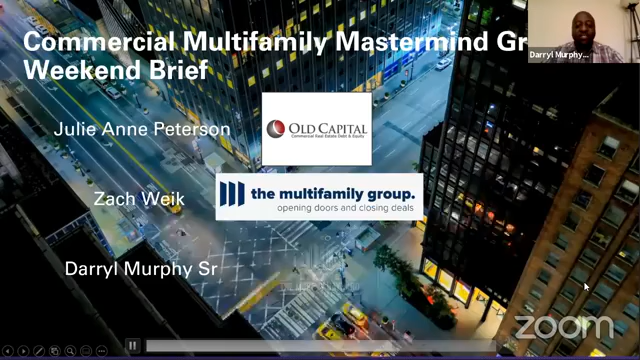 Commercial Multifamily Mastermind Gr
Weekend Brief
Darryl Murphy...
Julie Anne Peterson
OLD CAPITAL
Commercial Real Estate Debt & Equity
Zach Weik
the multifamily group.
opening doors and closing deals
Darryl Murphy Sr
zoom